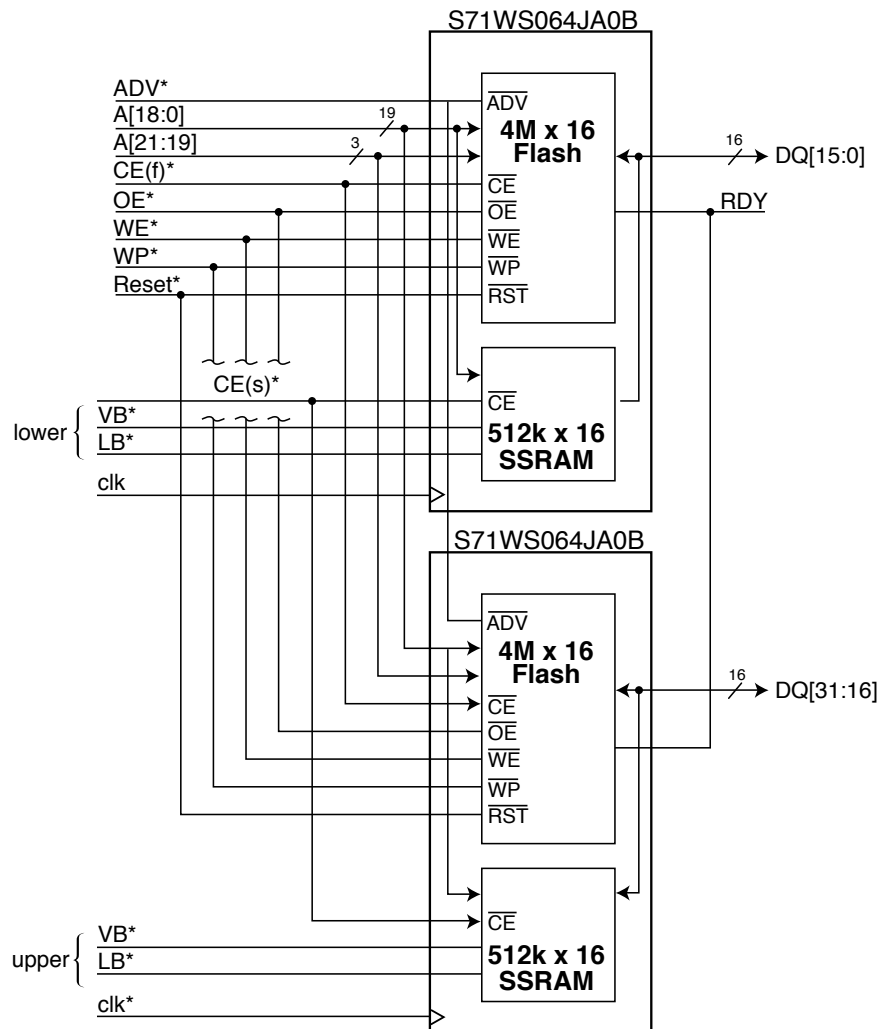 S71WS064JA0B
ADV*
A[18:0]
19
A[21:19]
3
CE(f)*
OE*
WE*
WP*
Reset*
ADV
4M x 16
Flash
CE
OE
WE
WP
RST
16
DQ[15:0]
RDY
CE(s)*
lower
VB*
LB*
clk
CE
512k x 16
SSRAM
S71WS064JA0B
ADV
4M x 16
Flash
CE
OE
WE
WP
RST
16
DQ[31:16]
upper
VB*
LB*
clk*
CE
512k x 16
SSRAM